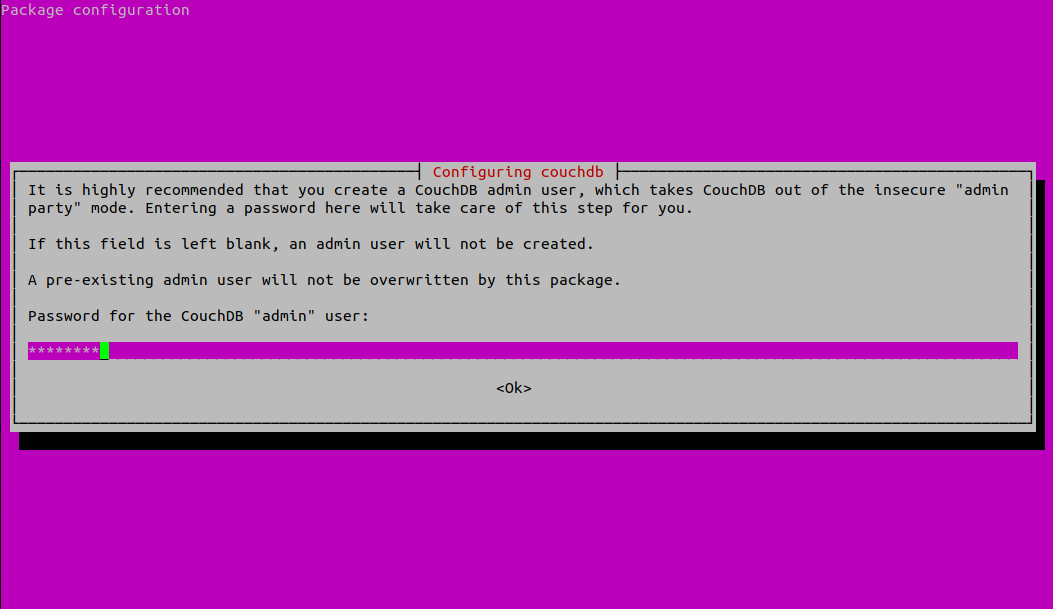 Package configuration
Configuring couchdb
It is highly recommended that you create a CouchDB admin user, which takes CouchDB out of the insecure "admin
party" mode. Entering a password here will take care of this step for you.
If this field is left blank, an admin user will not be created.
A pre-existing admin user will not be overwritten by this package.
Password for the CouchDB "admin" user:
********
<Ok>